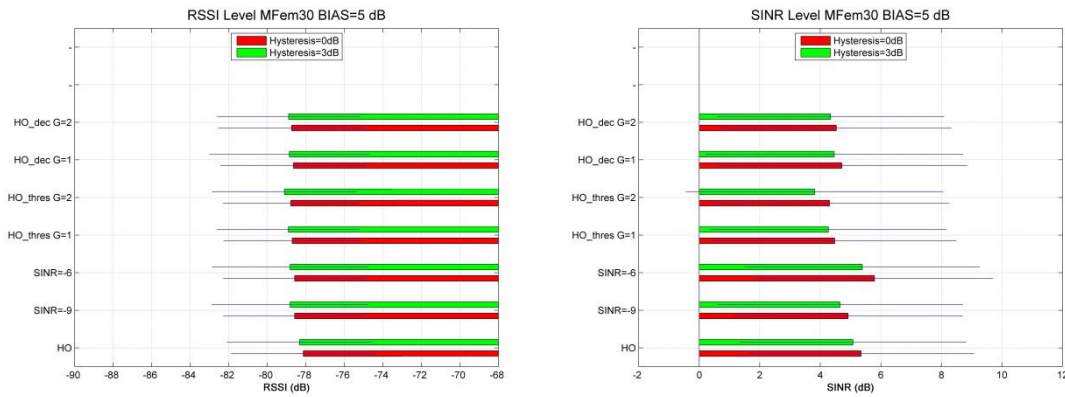 RSSI Level MFem30 BIAS=5 dB
Hysteresis=0dB
Hysteresis=3dB
-
-
HO_dec G=2
HO_dec G=1
HO_thres G=2
HO_thres G=1
SINR=-6
SINR=-9
HO
-90 -88 -86 -84 -82 -80 -78 -76 -74 -72 -70 -68
RSSI (dB)
SINR Level MFem30 BIAS=5 dB
Hysteresis=0dB
Hysteresis=3dB
-
-
HO_dec G=2
HO_dec G=1
HO_thres G=2
HO_thres G=1
SINR=-6
SINR=-9
HO
-2 0 2 4 6 8 10 12
SINR (dB)